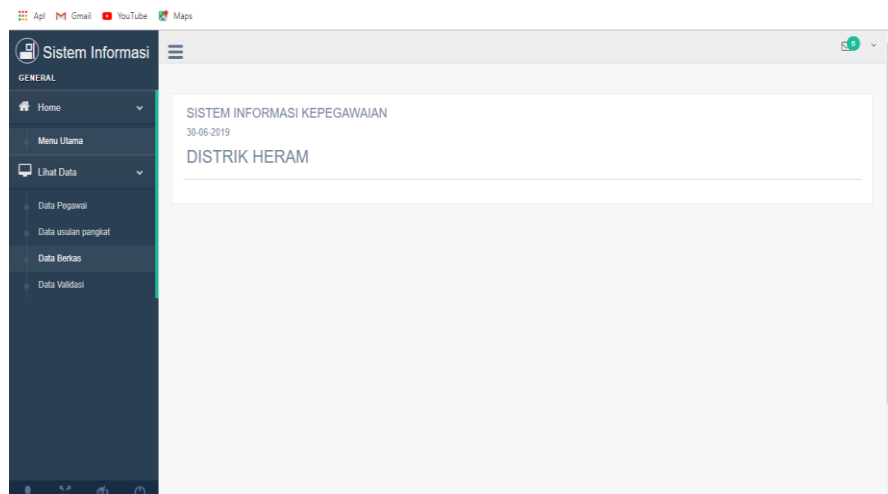 Apl Gmail YouTube Maps
Sistem Informasi
GENERAL
Home
Menu Utama
Lihat Data
Data Pegawai
Data usulan pangkat
Data Berkas
Data Validasi
6
SISTEM INFORMASI KEPEGAWAIAN
30-06-2019
DISTRIK HERAM